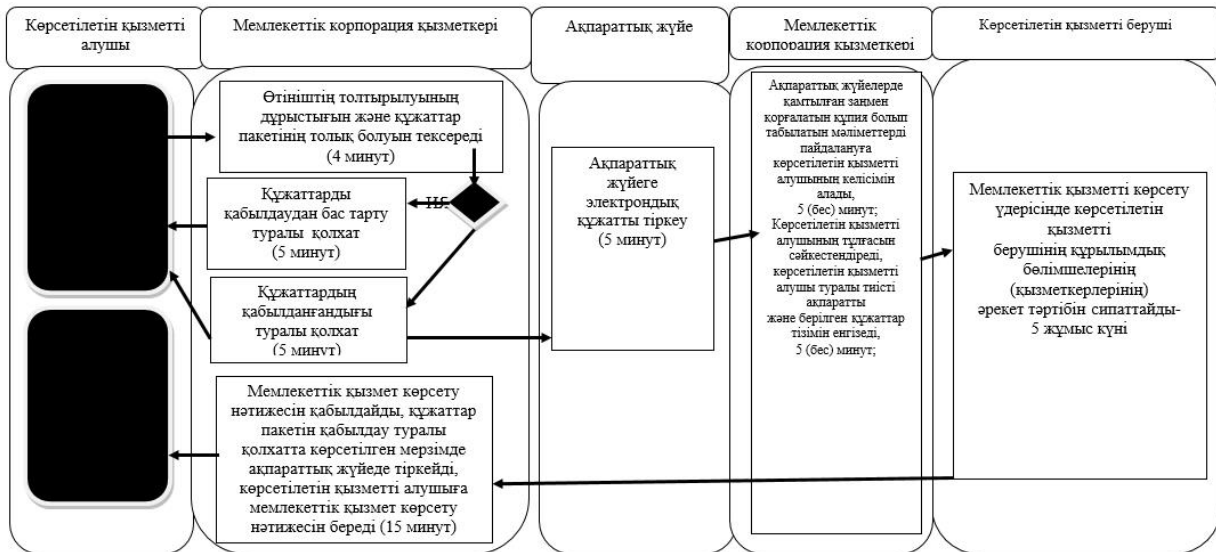 Көрсетілетін қызметті
алушы
Мемлекеттік корпорация қызметкері
Ақпараттық жүйе
Мемлекеттік
корпорация қызметкері
Көрсетілетін қызметті беруші
Өтініштің толтырылуының
дұрыстығын және құжаттар
пакетінің толық болуын тексереді
(4 минут)
Құжаттарды
қабылдаудан бас тарту
туралы қолхат
(5 минут)
Құжаттардың
қабылданғандығы
туралы қолхат
(5 минут)
Мемлекеттік қызмет көрсету
нәтижесін қабылдайды, құжаттар
пакетін қабылдау туралы
қолхатта көрсетілген мерзімде
ақпараттық жүйеде тіркейді,
көрсетілетін қызметті алушыға
мемлекеттік қызмет көрсету
нәтижесін береді (15 минут)
Ақпараттық
жүйеге
электрондық
құжатты тіркеу
(5 минут)
Ақпараттық жүйелерде
қамтылған заңмен
қорғалатын құпия болып
табылатын мәліметтерді
пайдалануға
көрсетілетін қызметті
алушының келісімін
алады,
5 (бес) минут;
Көрсетілетін қызметті
алушының тұлғасын
сәйкестендіреді,
көрсетілетін қызметті
алушы туралы тиісті
ақпаратты
және берілген құжаттар
тізімін енгізеді,
5 (бес) минут;
Мемлекеттік қызметті көрсету
үдерісінде көрсетілетін
қызметті
берушінің құрылымдық
бөлімшелерінің
(қызметкерлерінің)
әрекет тәртібін сипаттайды-
5 жұмыс күні